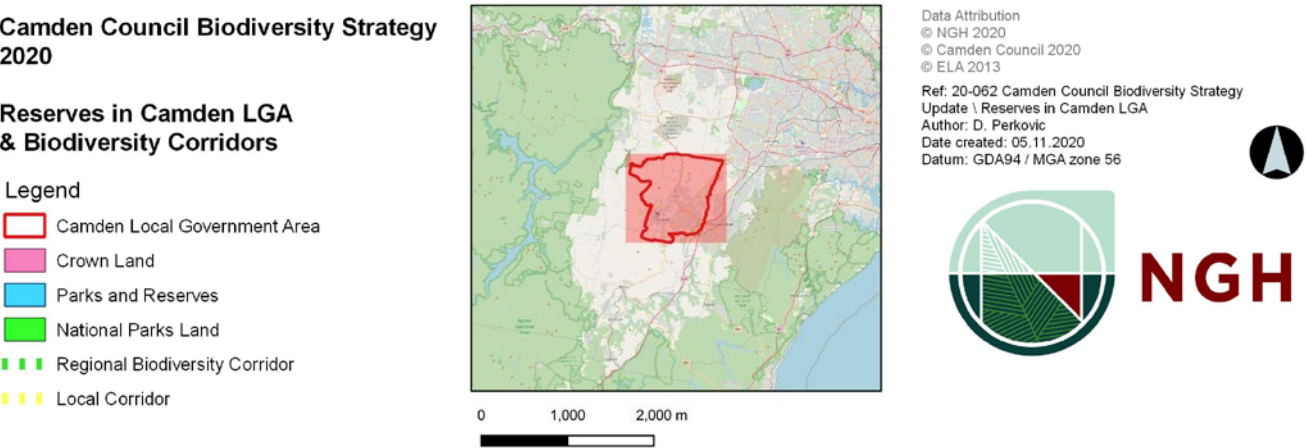 Camden Council Biodiversity Strategy
2020
Reserves in Camden LGA
& Biodiversity Corridors
Legend
Camden Local Government Area
Crown Land
Parks and Reserves
National Parks Land
Regional Biodiversity Corridor
Local Corridor
0 1,000 2,000 m
Data Attribution
© NGH 2020
© Camden Council 2020
© ELA 2013
Ref: 20-062 Camden Council Biodiversity Strategy
Update \ Reserves in Camden LGA
Author: D. Perkovic
Date created: 05.11.2020
Datum: GDA94 / MGA zone 56
NGH